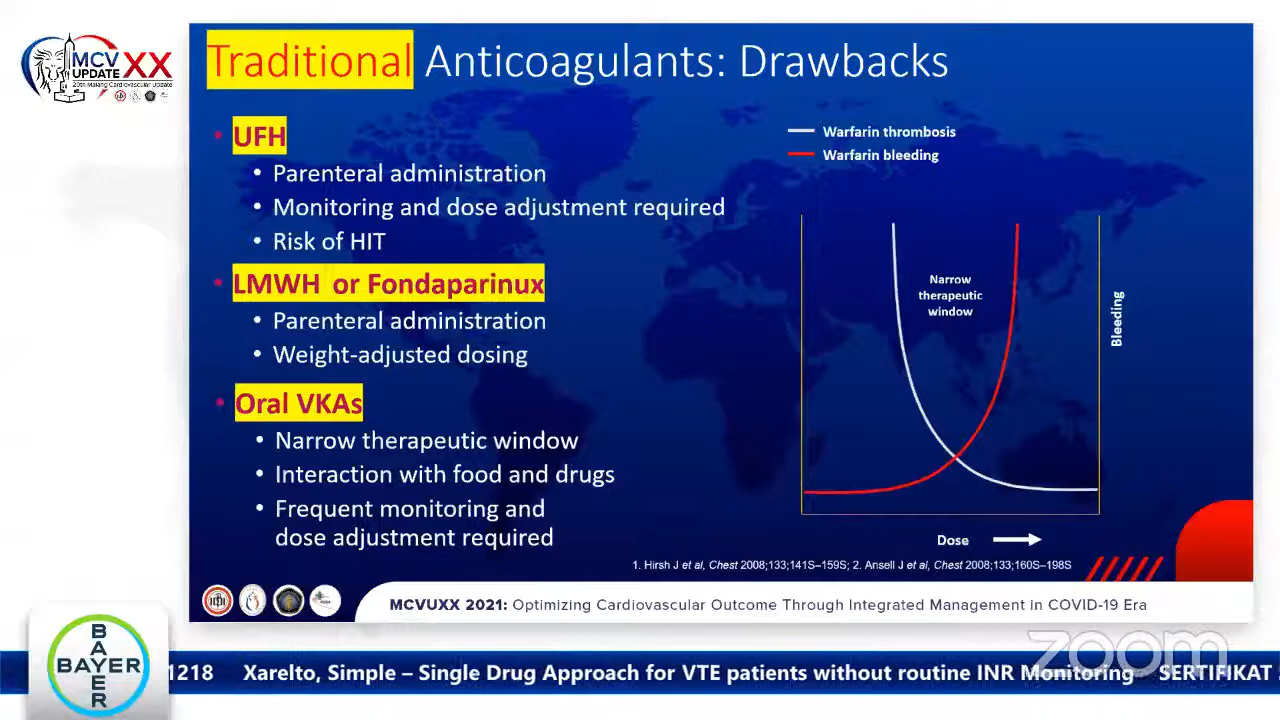 MCV
UPDATE
XX
20th Malang Cardiovascular Update
Traditional Anticoagulants: Drawbacks
• UFH
• Parenteral administration
• Monitoring and dose adjustment required
• Risk of HIT
• LMWH or Fondaparinux
• Parenteral administration
• Weight-adjusted dosing
• Oral VKAs
• Narrow therapeutic window
• Interaction with food and drugs
• Frequent monitoring and
dose adjustment required
Warfarin thrombosis
Warfarin bleeding
Narrow
therapeutic
window
Bleeding
Dose
1. Hirsh J et al, Chest 2008;133;141S–159S; 2. Ansell J et al, Chest 2008;133;160S–198S
MCVUXX 2021: Optimizing Cardiovascular Outcome Through Integrated Management in COVID-19 Era
zoom
BAYER
BAYER
1218 Xarelto, Simple – Single Drug Approach for VTE patients without routine INR Monitoring SERTIFIKAT